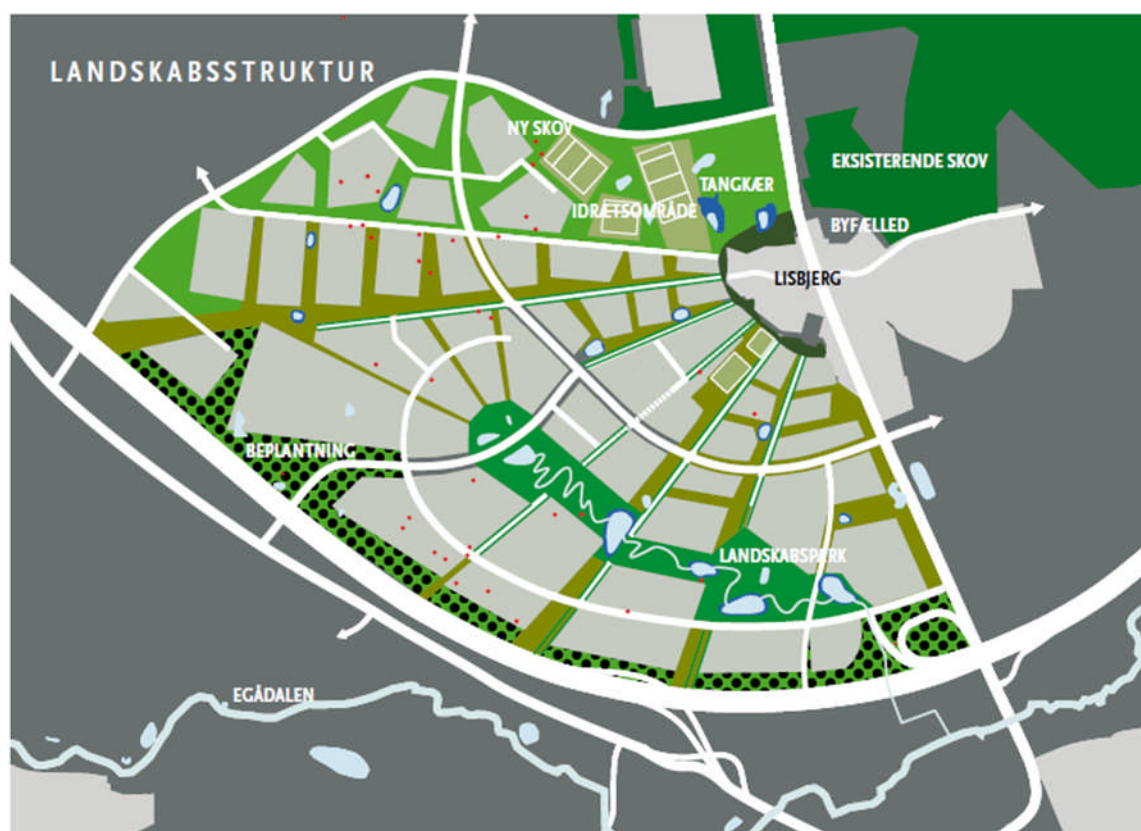 LANDSKABSSTRUKTUR
NY SKOV
EKSISTERENDE SKOV
TANGKÆR
IDRÆTSOMRÅDE
BYFÆLLED
LISBJERG
BEPLANTNING
LANDSKABSPARK
EGÅDALEN